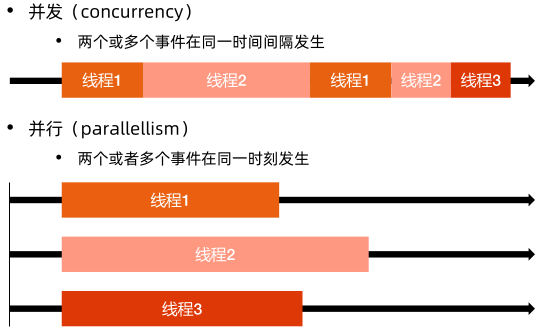 • 并发（concurrency）
• 两个或多个事件在同一时间间隔发生
线程1 线程2 线程1 线程2 线程3
• 并行（parallellism）
• 两个或者多个事件在同一时刻发生
线程1
线程2
线程3